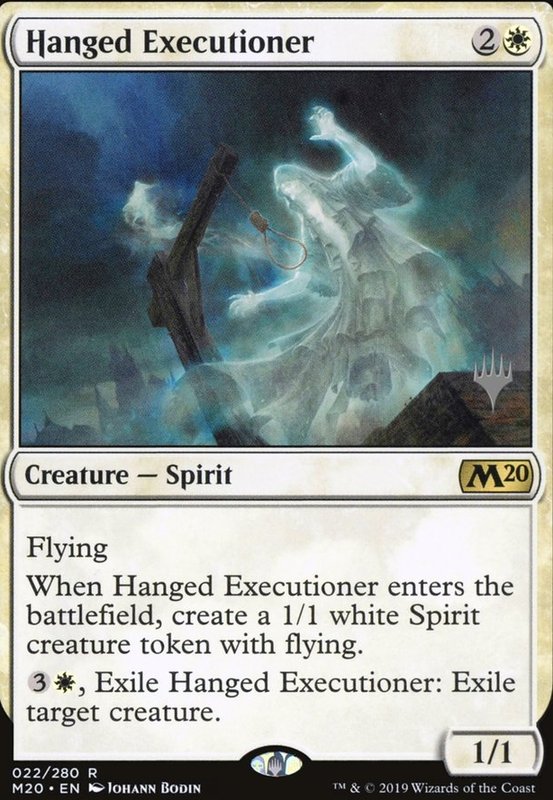 Hanged Executioner 2
Creature — Spirit M20
Flying
When Hanged Executioner enters the
battlefield, create a 1/1 white Spirit
creature token with flying.
3, Exile Hanged Executioner: Exile
target creature.
1/1
022/280 R
M20 • EN Johann Bodin ™ & © 2019 Wizards of the Coast